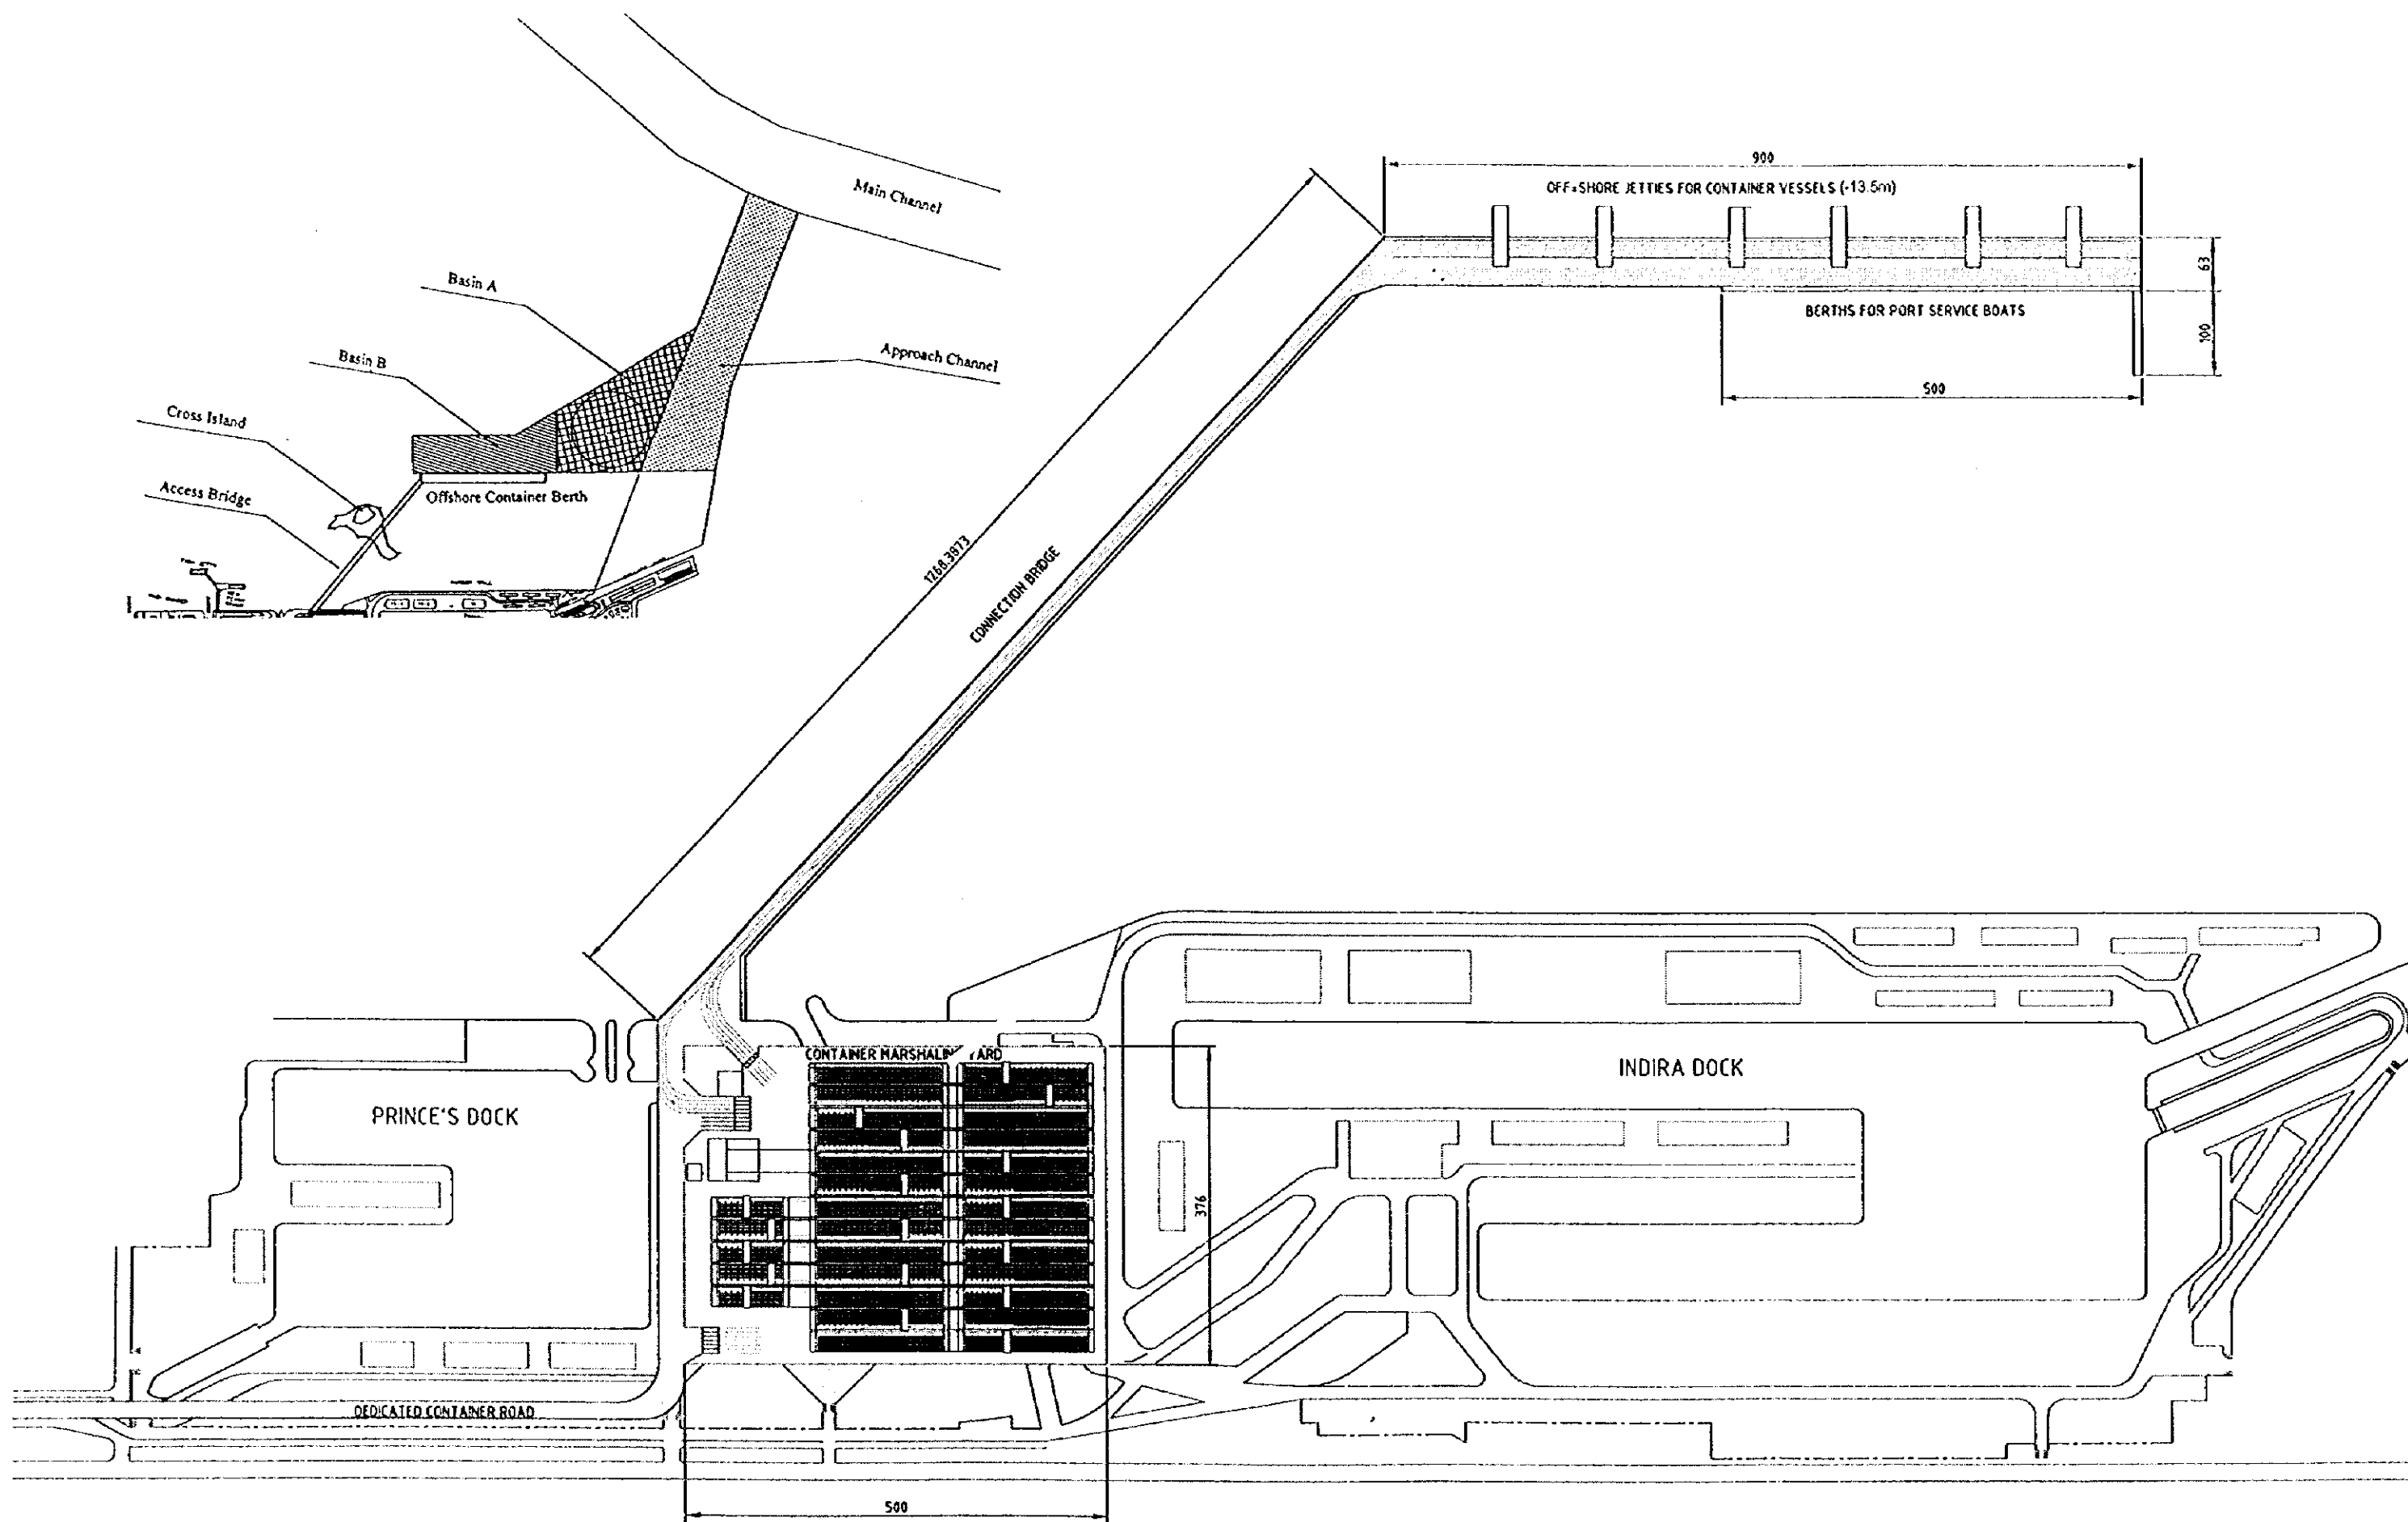 Main Channel
Basin A
Basin B
Approach Channel
Cross Island
Access Bridge
Offshore Container Berth
900
OFF=SHORE JETTIES FOR CONTAINER VESSELS (-13.5m)
63
BERTHS FOR PORT SERVICE BOATS
100
500
1268.3973
CONNECTION BRIDGE
CONTAINER MARSHALIN YARD
PRINCE'S DOCK
INDIRA DOCK
376
DEDICATED CONTAINER ROAD
500